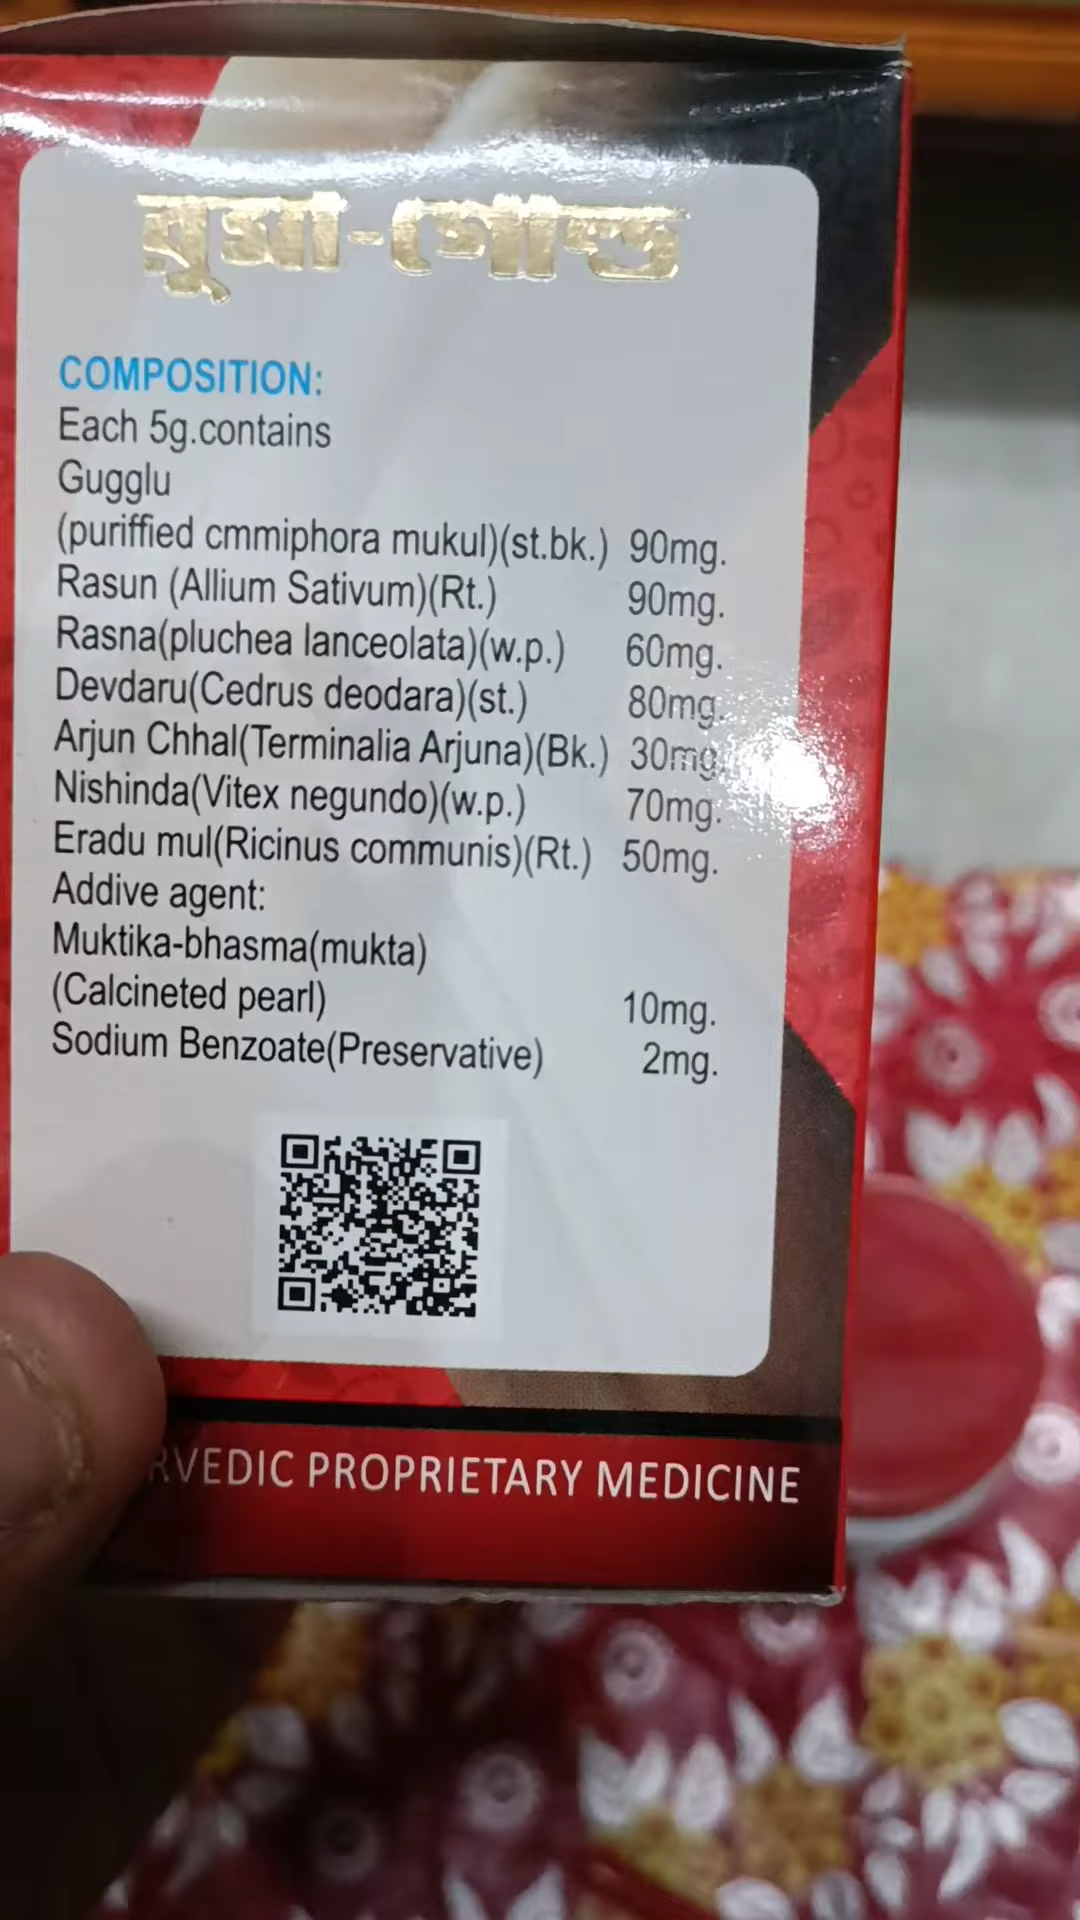 রুমা-গোল্ড
COMPOSITION:
Each 5g.contains
Gugglu
(puriffied cmmiphora mukul)(st.bk.) 90mg.
Rasun (Allium Sativum)(Rt.) 90mg.
Rasna(pluchea lanceolata)(w.p.) 60mg.
Devdaru(Cedrus deodara)(st.) 80mg.
Arjun Chhal(Terminalia Arjuna)(Bk.) 30mg.
Nishinda(Vitex negundo)(w.p.) 70mg.
Eradu mul(Ricinus communis)(Rt.) 50mg.
Addive agent:
Muktika-bhasma(mukta)
(Calcineted pearl) 10mg.
Sodium Benzoate(Preservative) 2mg.
RVEDIC PROPRIETARY MEDICINE